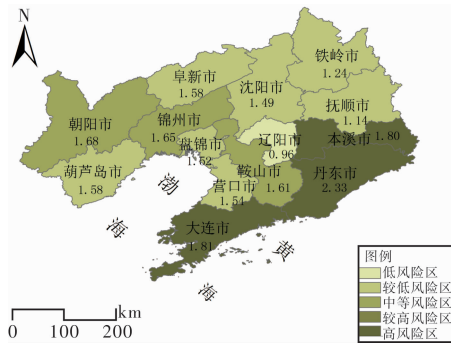 N
铁岭市
1.24
阜新市
1.58
沈阳市
1.49
抚顺市
1.14
朝阳市
1.68
锦州市
1.65
辽阳市
0.96
本溪市 1.80
盘锦市
1.52
葫芦岛市
1.58
鞍山市
1.61
丹东市
2.33
营口市
1.54
渤
海
大连市
1.81
黄
海
图例
低风险区
较低风险区
中等风险区
较高风险区
高风险区
km
0 100 200